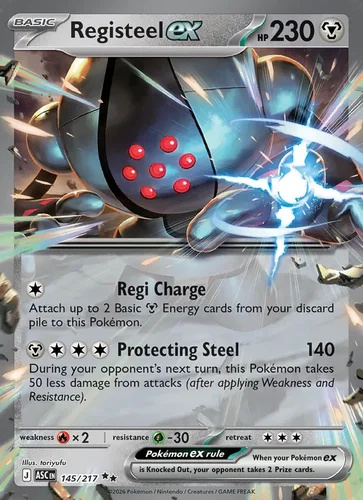 BASIC Registeel ex HP 230
Regi Charge
Attach up to 2 Basic Energy cards from your discard
pile to this Pokémon.
Protecting Steel 140
During your opponent's next turn, this Pokémon takes
50 less damage from attacks (after applying Weakness and
Resistance).
weakness ×2 resistance -30 retreat
Illus. toriyufu
Pokémon ex rule
When your Pokémon ex
is Knocked Out, your opponent takes 2 Prize cards.
J ASC EN 145/217
©2026 Pokémon / Nintendo / Creatures / GAME FREAK